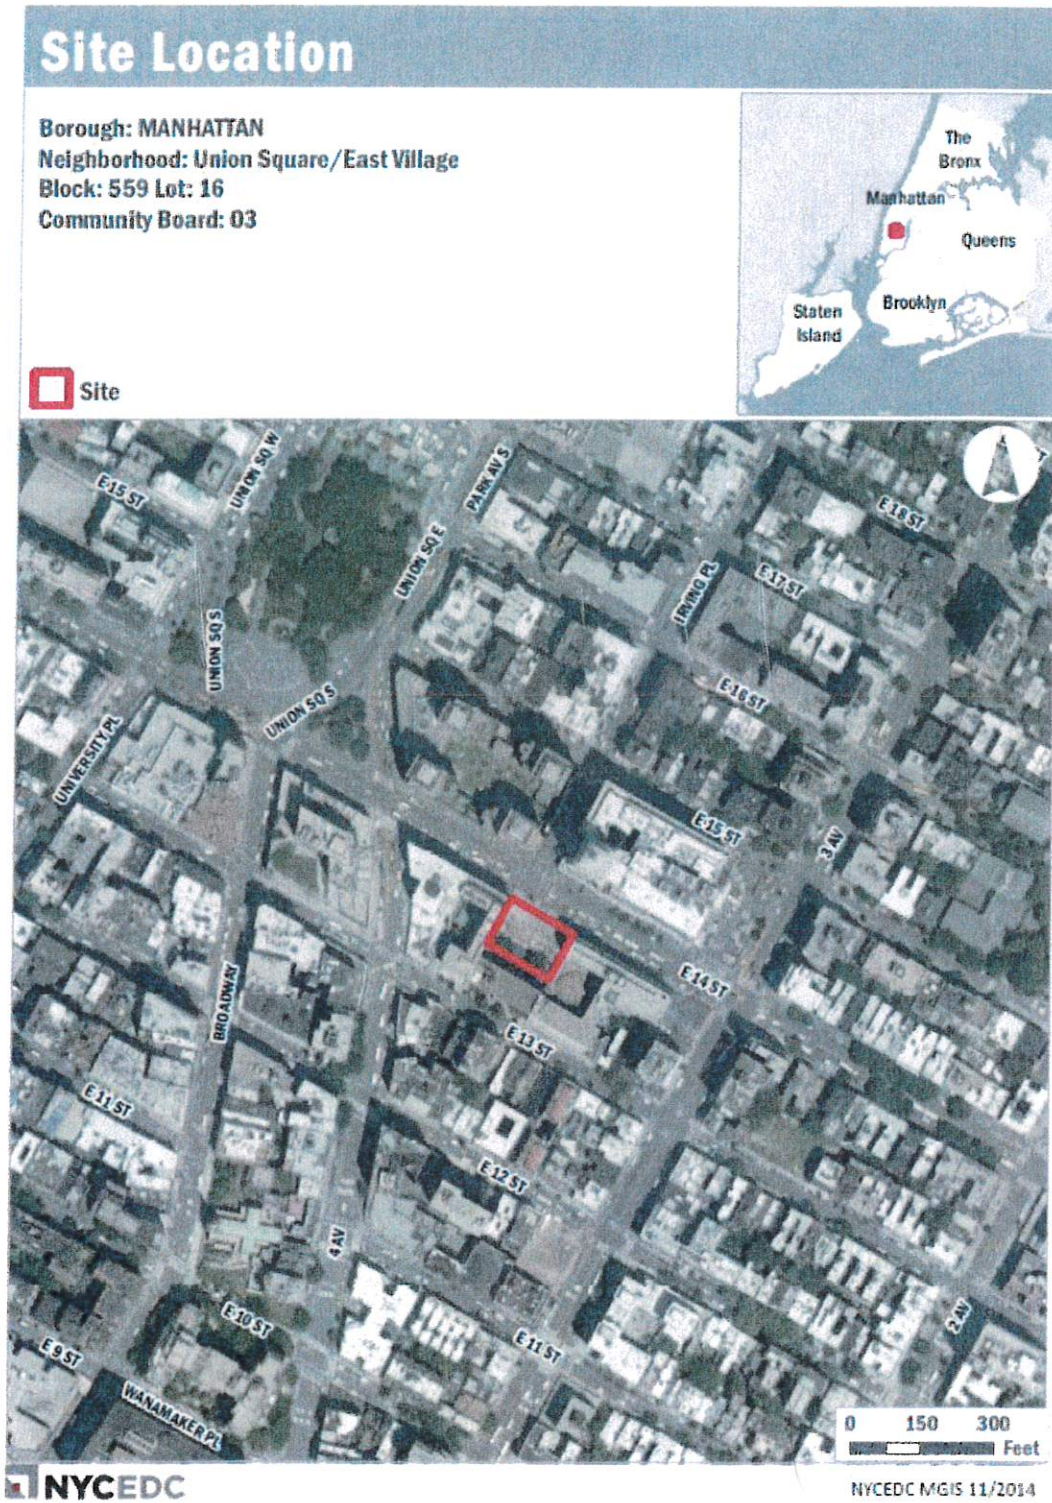 Site Location
Borough: MANHATTAN
Neighborhood: Union Square/East Village
Block: 559 Lot: 16
Community Board: 03
The
Bronx
Manhattan
Queens
Brooklyn
Staten
Island
Site
E 15 ST
UNION SQ W
PARK AV S
E 18 ST
UNION SQ E
IRVING PL
E 17 ST
UNION SQ S
UNION SQ S
E 16 ST
UNIVERSITY PL
E 15 ST
3 AV
BROADWAY
E 14 ST
E 13 ST
E 11 ST
E 12 ST
4 AV
E 10 ST
E 11 ST
2 AV
E 9 ST
WANAMAKER PL
0 150 300
Feet
NYCEDC
NYCEDC MGIS 11/2014